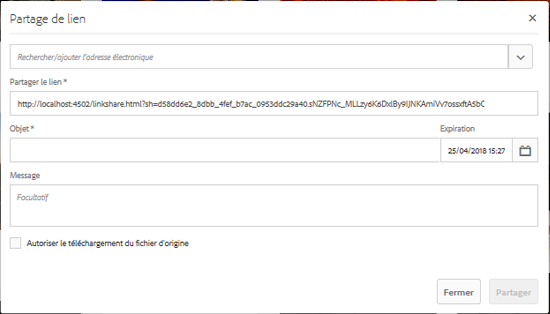 Partage de lien
Rechercher/ajouter l'adresse électronique
Partager le lien *
http://localhost:4502/linkshare.html?sh=d58dd6e2_8dbb_4fef_b7ac_0953ddc29a40.sNZFPNc_MLLzy6K6DxlBy9IJNKAmiVv7ossxftA5bC
Objet *
Expiration
25/04/2018 15:27
Message
Facultatif
Autoriser le téléchargement du fichier d'origine
Fermer
Partager